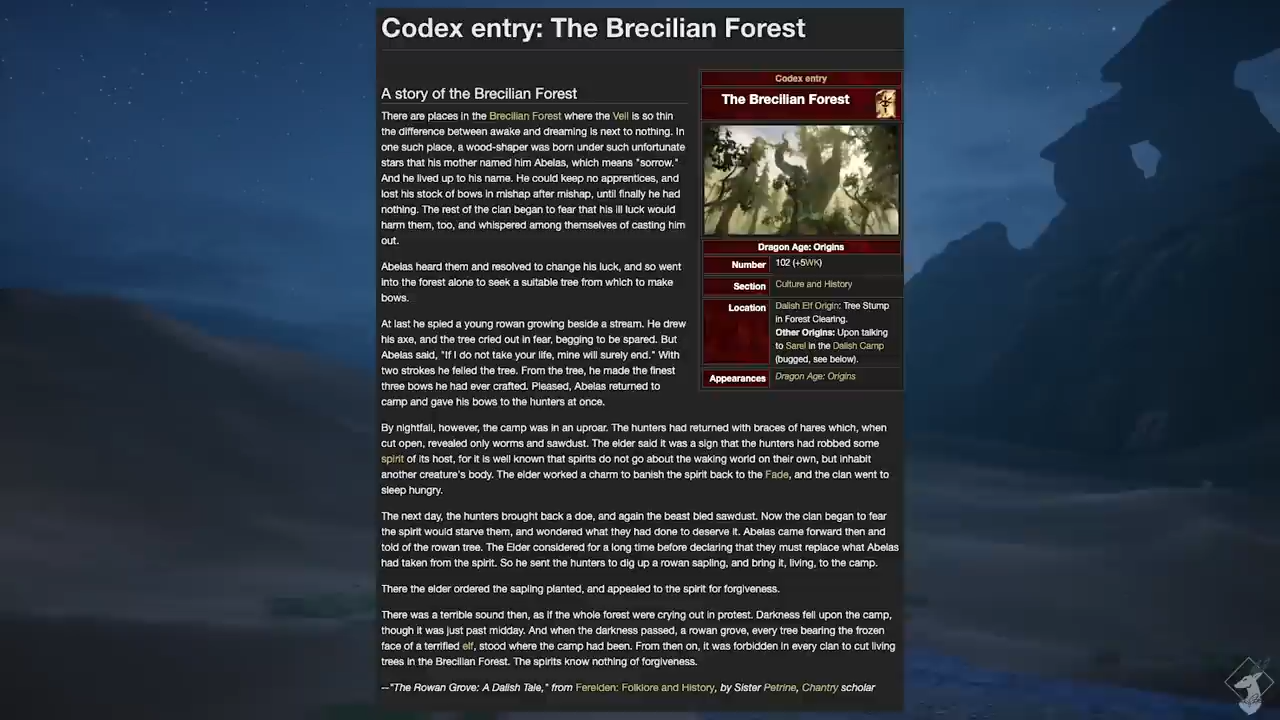 Codex entry: The Brecilian Forest
A story of the Brecilian Forest
There are places in the Brecilian Forest where the Veil is so thin
the difference between awake and dreaming is next to nothing. In
one such place, a wood-shaper was born under such unfortunate
stars that his mother named him Abelas, which means "sorrow."
And he lived up to his name. He could keep no apprentices, and
lost his stock of bows in mishap after mishap, until finally he had
nothing. The rest of the clan began to fear that his ill luck would
harm them, too, and whispered among themselves of casting him
out.
Abelas heard them and resolved to change his luck, and so went
into the forest alone to seek a suitable tree from which to make
bows.
At last he spied a young rowan growing beside a stream. He drew
his axe, and the tree cried out in fear, begging to be spared. But
Abelas said, "If I do not take your life, mine will surely end." With
two strokes he felled the tree. From the tree, he made the finest
three bows he had ever crafted. Pleased, Abelas returned to
camp and gave his bows to the hunters at once.
Codex entry
The Brecilian Forest
Dragon Age: Origins
Number 102 (+5WK)
Section Culture and History
Location Dalish Elf Origin: Tree Stump
in Forest Clearing.
Other Origins: Upon talking
to Sarel in the Dalish Camp
(bugged, see below).
Appearances Dragon Age: Origins
By nightfall, however, the camp was in an uproar. The hunters had returned with braces of hares which, when
cut open, revealed only worms and sawdust. The elder said it was a sign that the hunters had robbed some
spirit of its host, for it is well known that spirits do not go about the waking world on their own, but inhabit
another creature's body. The elder worked a charm to banish the spirit back to the Fade, and the clan went to
sleep hungry.
The next day, the hunters brought back a doe, and again the beast bled sawdust. Now the clan began to fear
the spirit would starve them, and wondered what they had done to deserve it. Abelas came forward then and
told of the rowan tree. The Elder considered for a long time before declaring that they must replace what Abelas
had taken from the spirit. So he sent the hunters to dig up a rowan sapling, and bring it, living, to the camp.
There the elder ordered the sapling planted, and appealed to the spirit for forgiveness.
There was a terrible sound then, as if the whole forest were crying out in protest. Darkness fell upon the camp,
though it was just past midday. And when the darkness passed, a rowan grove, every tree bearing the frozen
face of a terrified elf, stood where the camp had been. From then on, it was forbidden in every clan to cut living
trees in the Brecilian Forest. The spirits know nothing of forgiveness.
--"The Rowan Grove: A Dalish Tale," from Ferelden: Folklore and History, by Sister Petrine, Chantry scholar